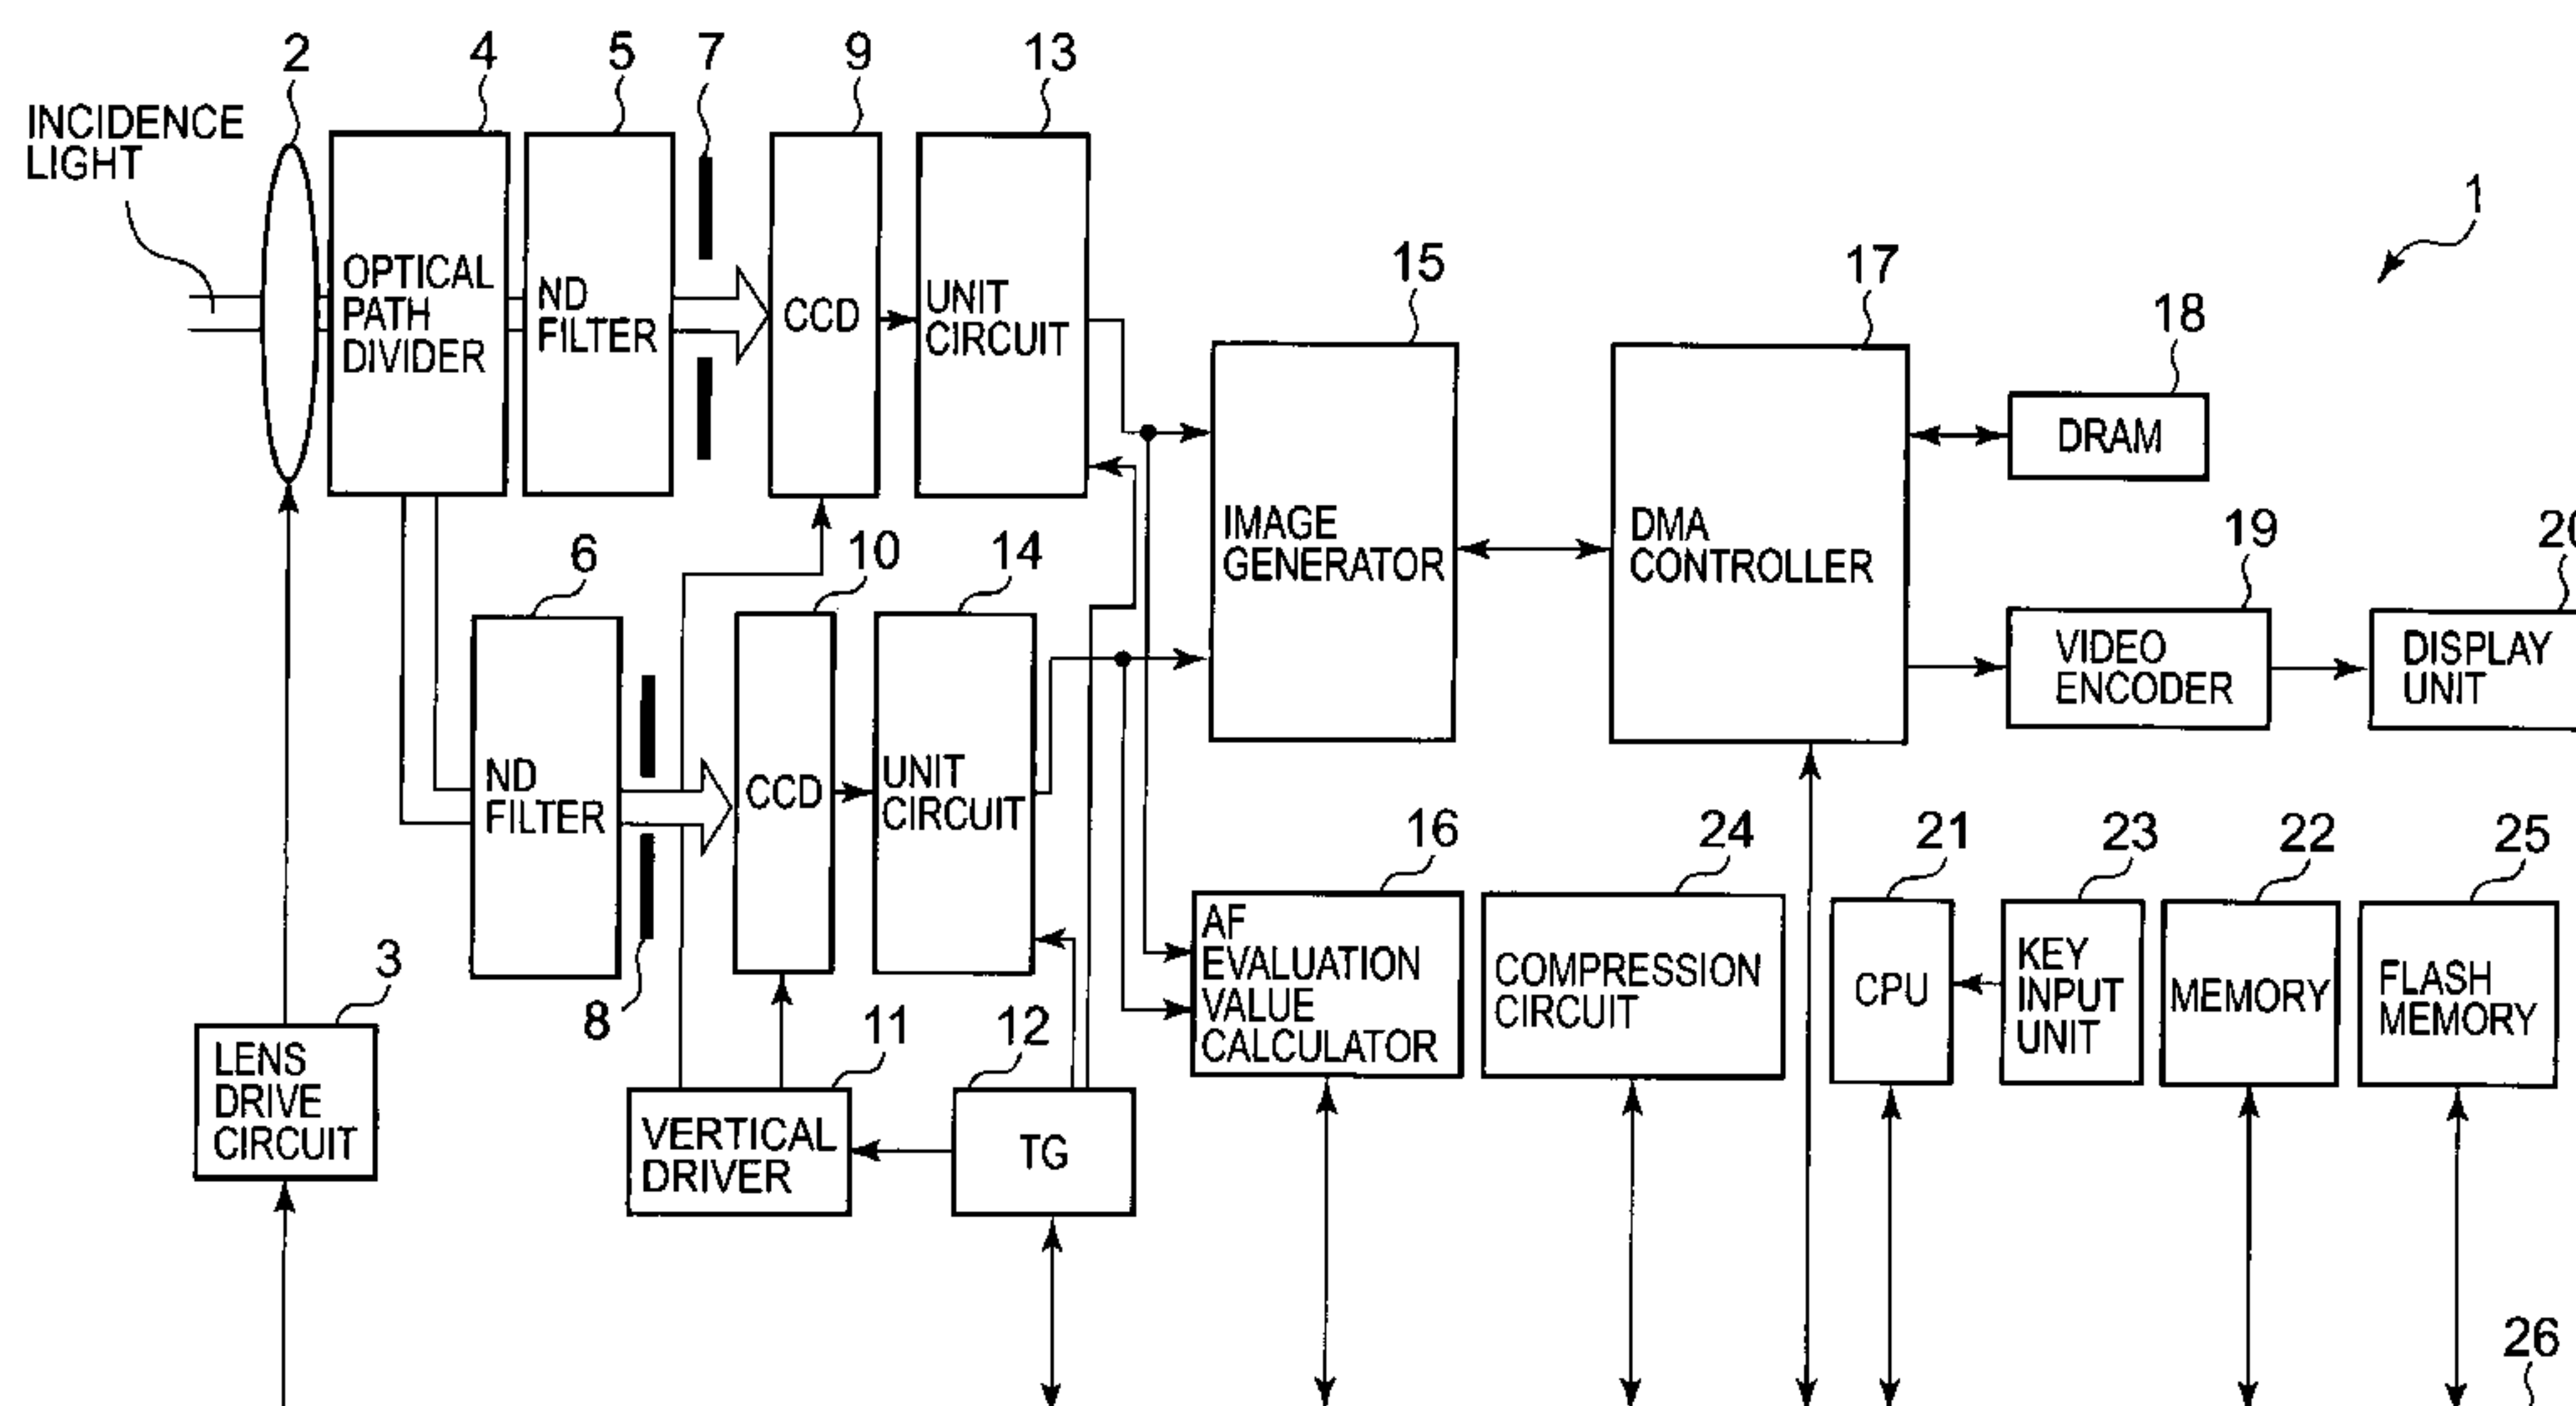 2
4
5
7
9
13
INCIDENCE
LIGHT
1
OPTICAL
PATH
DIVIDER
ND
FILTER
CCD
UNIT
CIRCUIT
15
17
18
DRAM
IMAGE
GENERATOR
DMA
CONTROLLER
19
VIDEO
ENCODER
DISPLAY
UNIT
6
10
14
ND
FILTER
CCD
UNIT
CIRCUIT
8
3
LENS
DRIVE
CIRCUIT
11
VERTICAL
DRIVER
12
TG
16
AF
EVALUATION
VALUE
CALCULATOR
24
COMPRESSION
CIRCUIT
21
CPU
23
KEY
INPUT
UNIT
22
MEMORY
25
FLASH
MEMORY
26